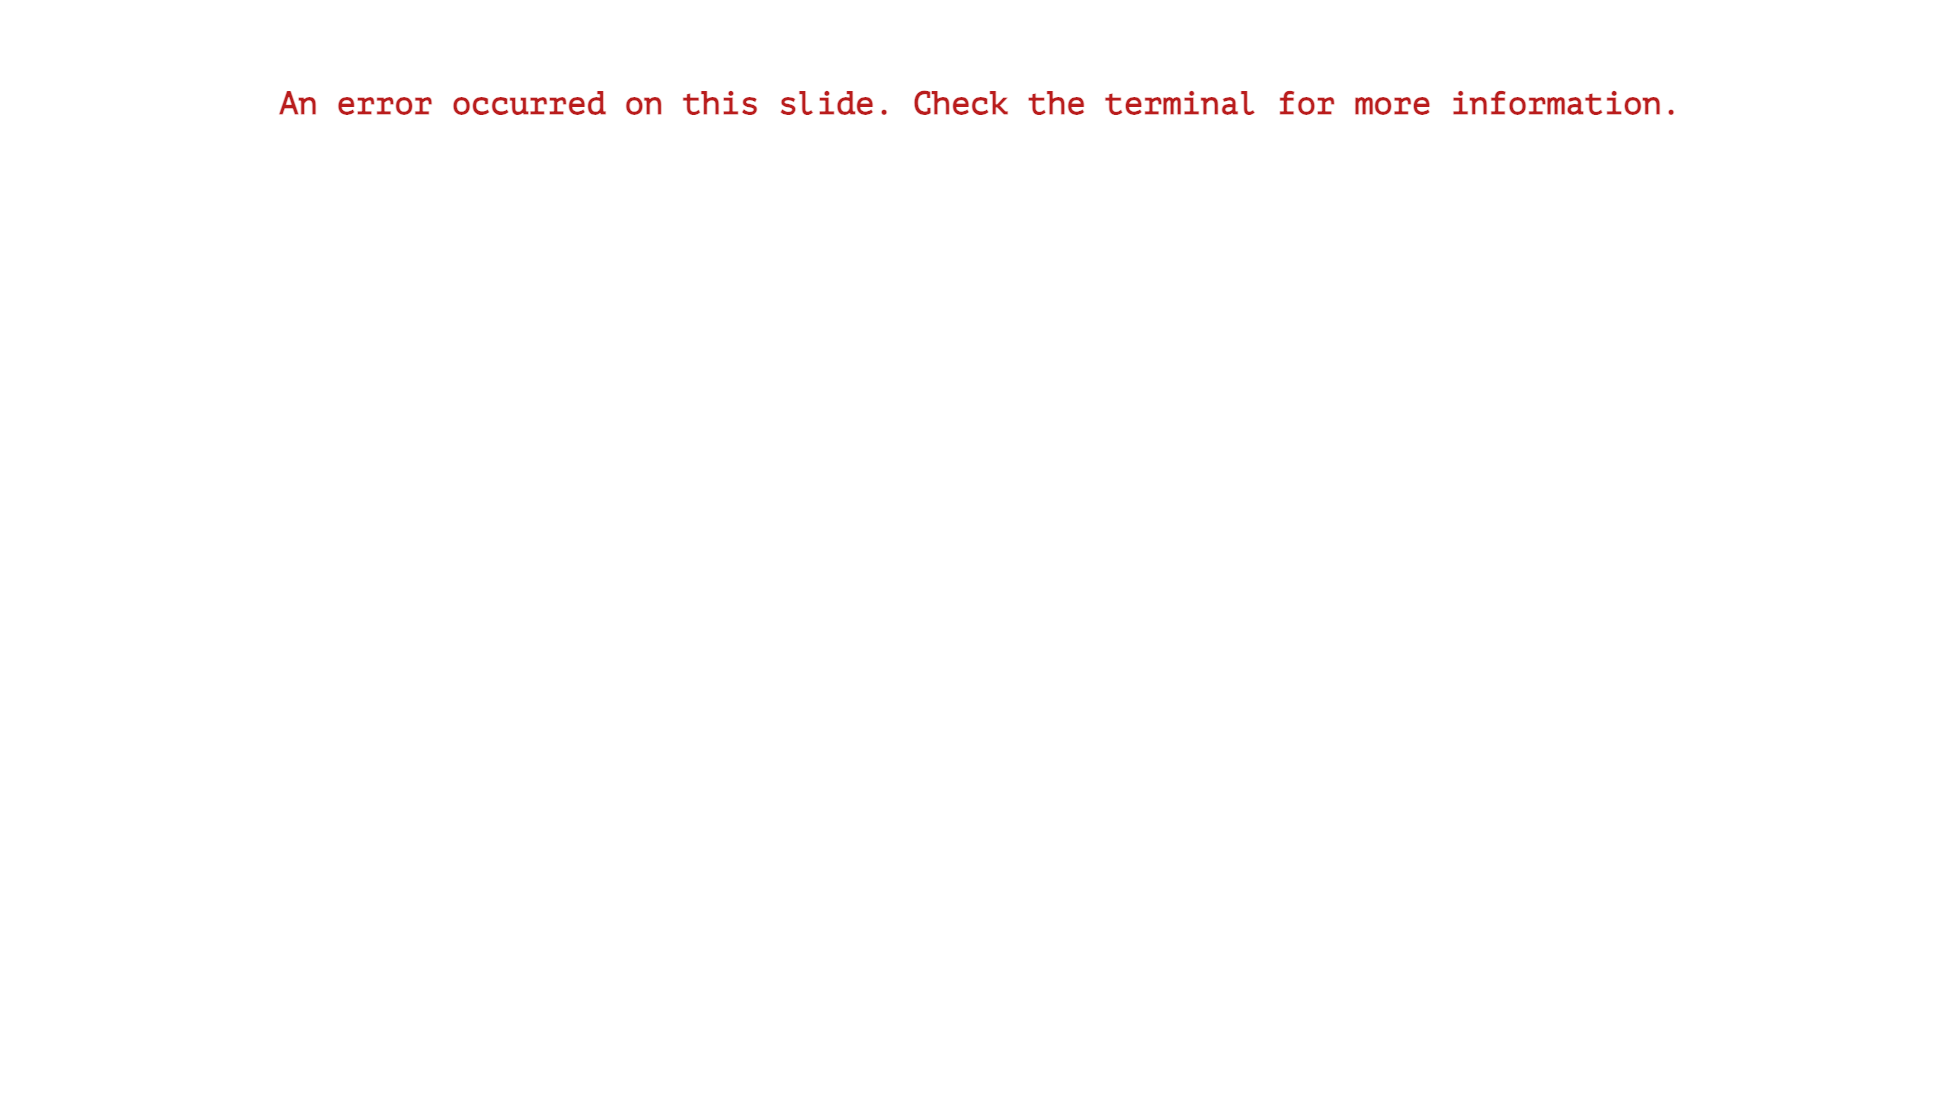 An error occurred on this slide. Check the terminal for more information.